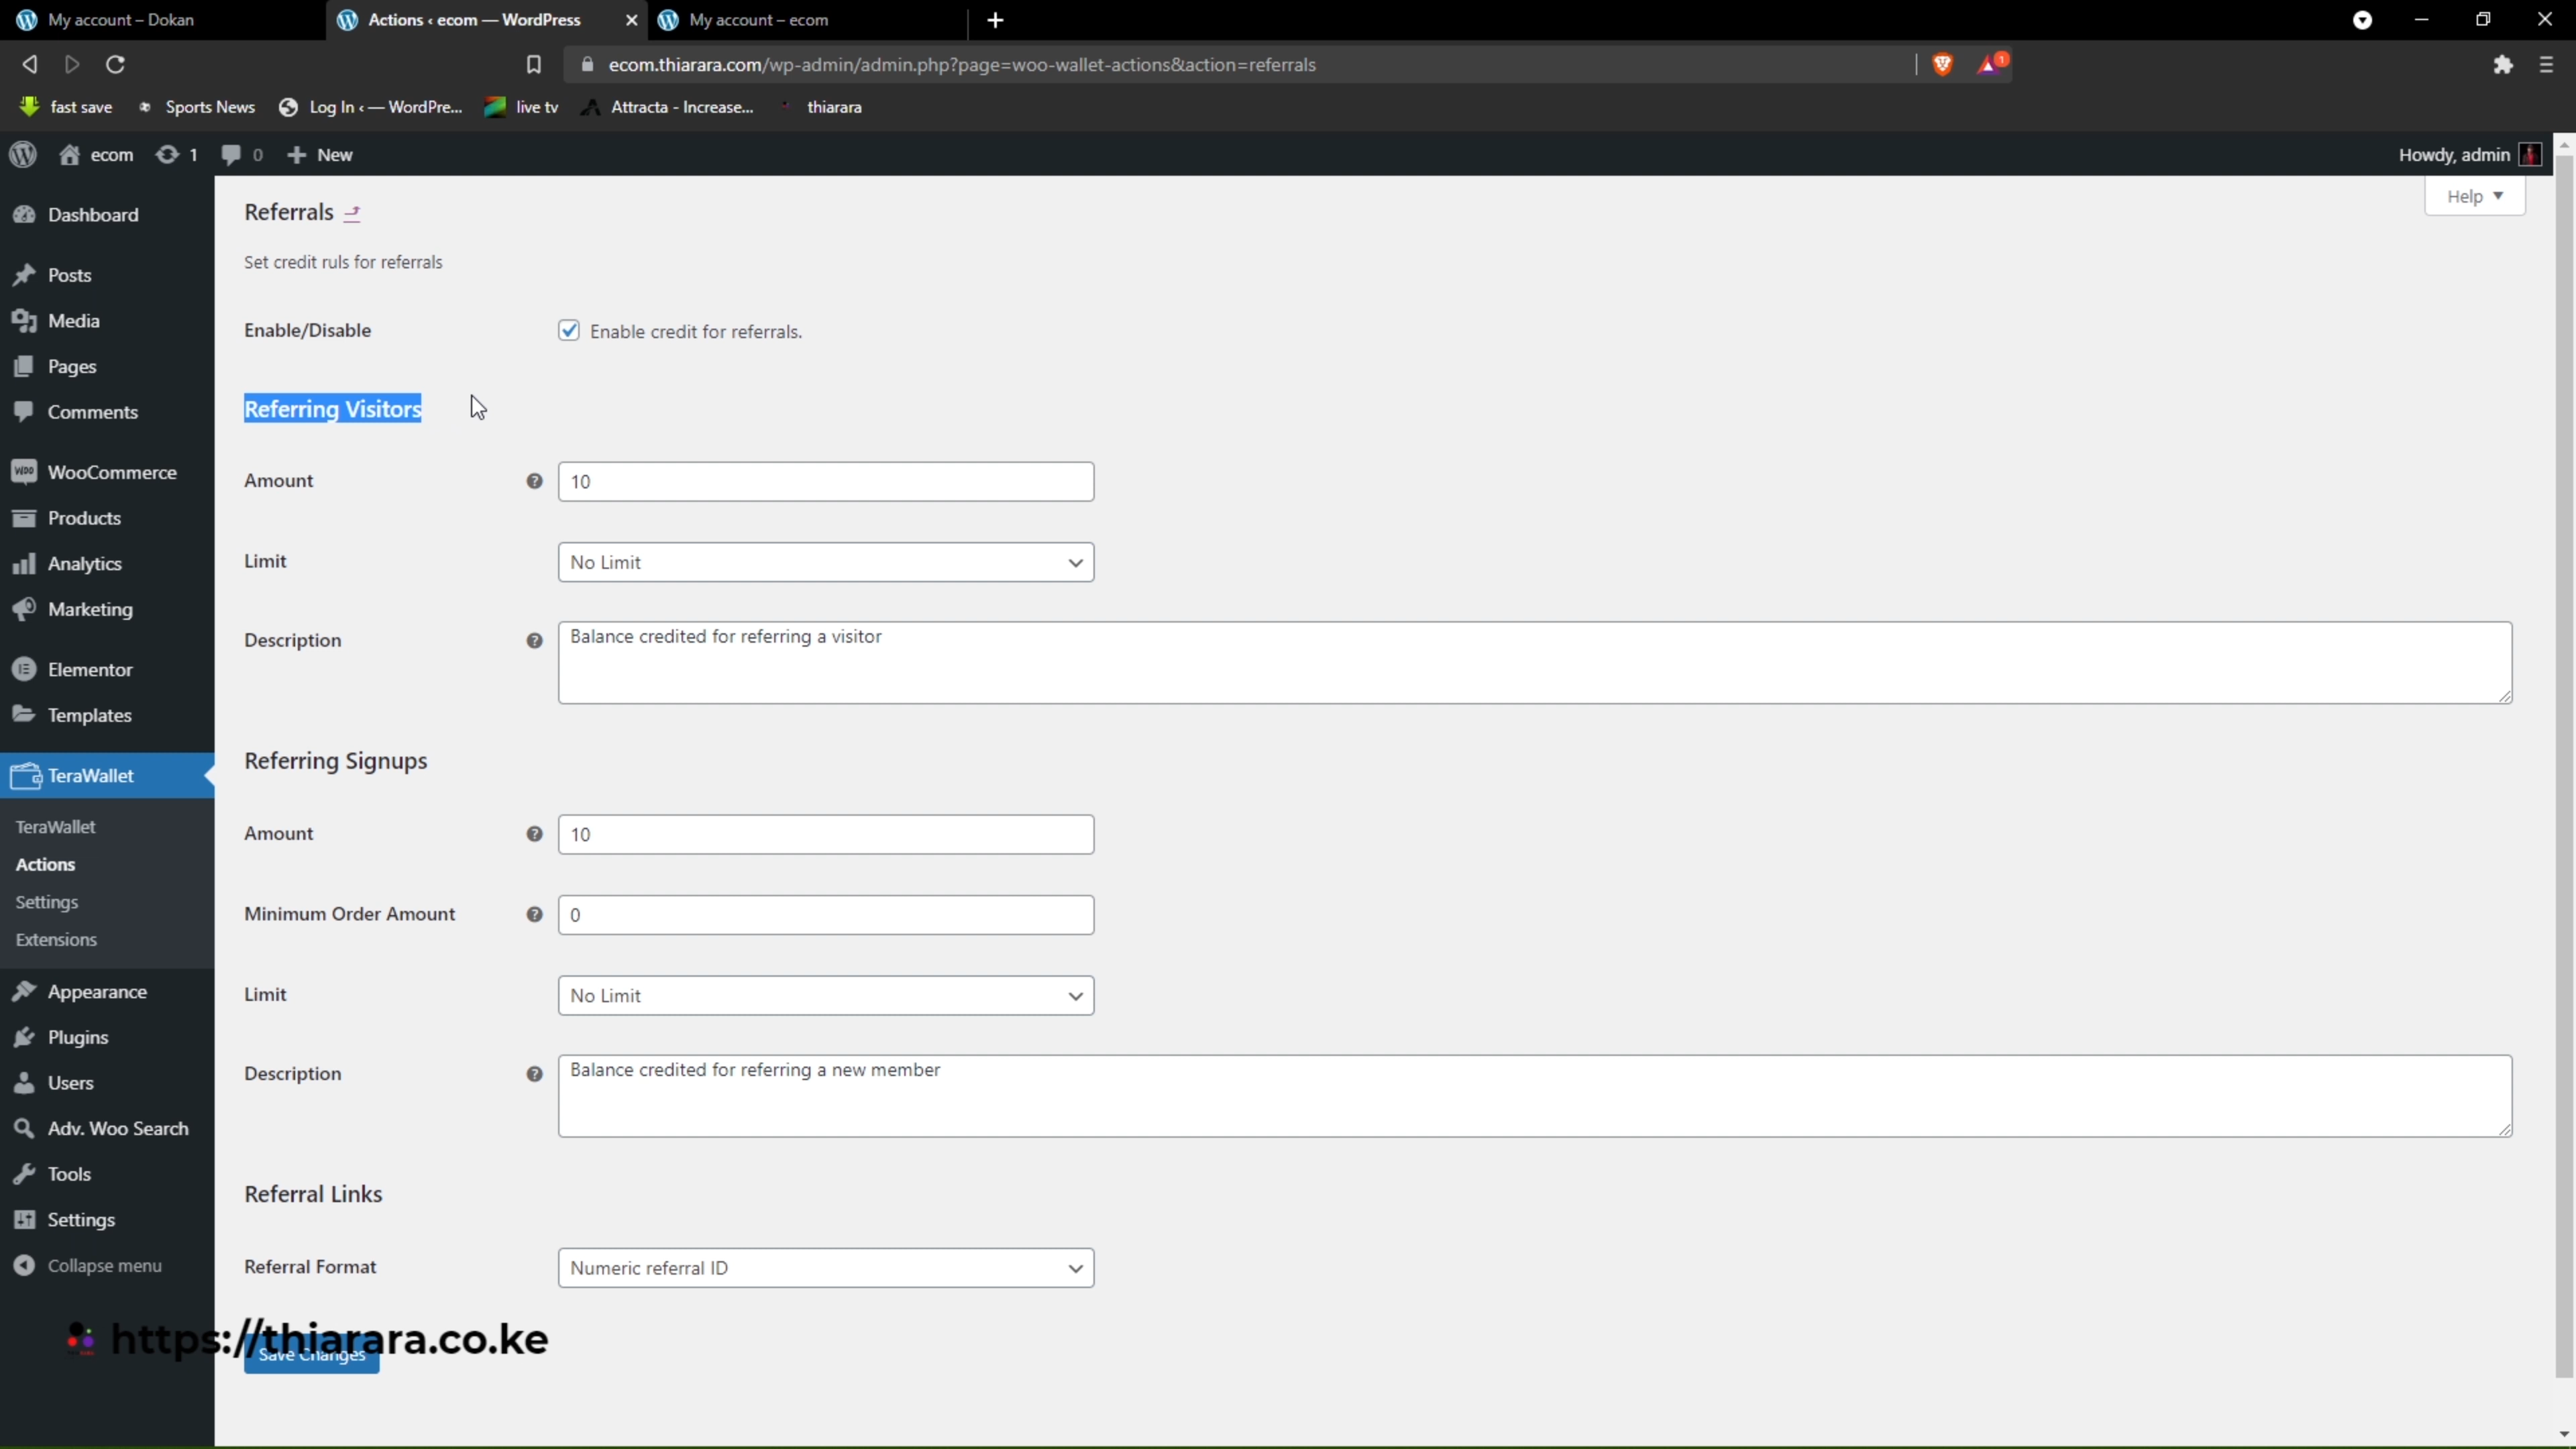 My account – Dokan
Actions ‹ ecom — WordPress
My account – ecom
ecom.thiarara.com/wp-admin/admin.php?page=woo-wallet-actions&action=referrals
1
fast save
Sports News
Log In ‹ — WordPre...
live tv
Attracta - Increase...
thiarara
ecom
1
0
New
Howdy, admin
Help
Dashboard
Posts
Media
Pages
Comments
WooCommerce
Products
Analytics
Marketing
Elementor
Templates
TeraWallet
TeraWallet
Actions
Settings
Extensions
Appearance
Plugins
Users
Adv. Woo Search
Tools
Settings
Collapse menu
Referrals
Set credit ruls for referrals
Enable/Disable
Enable credit for referrals.
Referring Visitors
Amount
10
Limit
No Limit
Description
Balance credited for referring a visitor
Referring Signups
Amount
10
Minimum Order Amount
0
Limit
No Limit
Description
Balance credited for referring a new member
Referral Links
Referral Format
Numeric referral ID
https://thiarara.co.ke
Save Changes